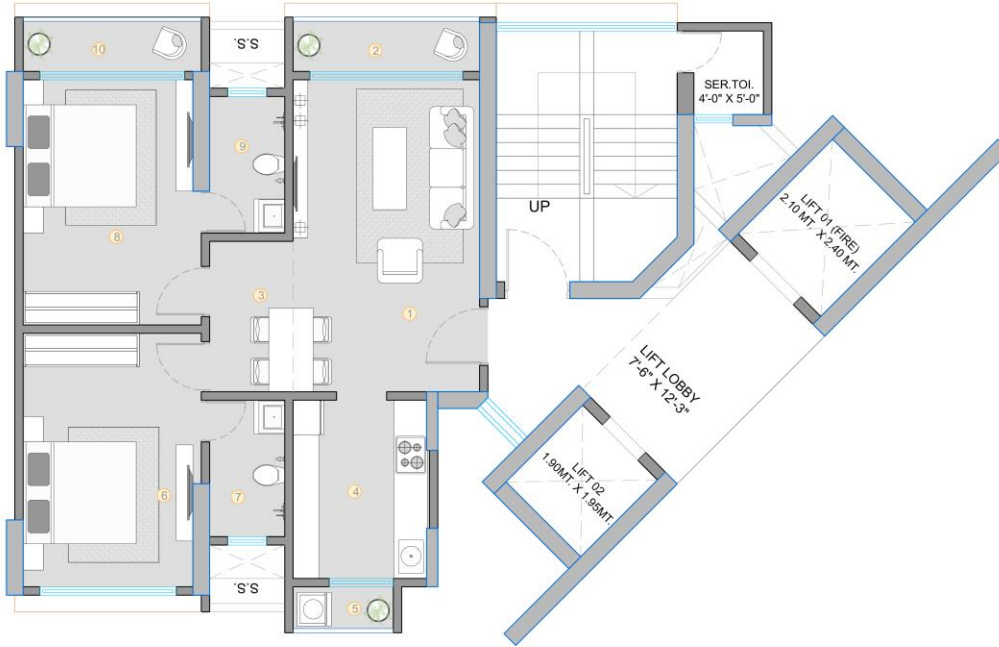 10
S.S.
2
SER.TOI.
4'-0" X 5'-0"
9
UP
LIFT 01 (FIRE)
2.10 MT. X 2.40 MT.
8
3
1
LIFT LOBBY
7'-6" X 12'-3"
6
7
4
LIFT 02
1.90MT. X 1.95MT.
S.S.
5